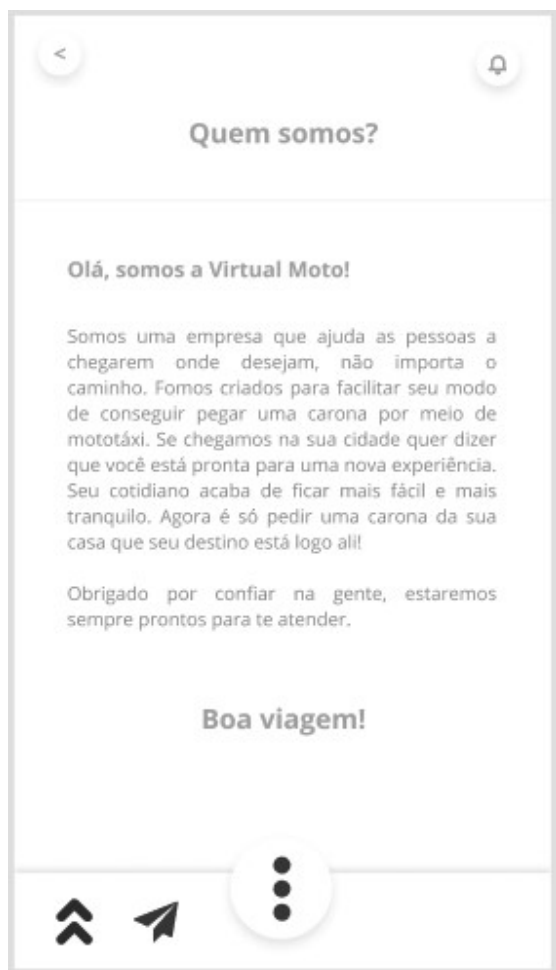 <
Quem somos?
Olá, somos a Virtual Moto!
Somos uma empresa que ajuda as pessoas a
chegarem onde desejam, não importa o
caminho. Fomos criados para facilitar seu modo
de conseguir pegar uma carona por meio de
mototáxi. Se chegamos na sua cidade quer dizer
que você está pronta para uma nova experiência.
Seu cotidiano acaba de ficar mais fácil e mais
tranquilo. Agora é só pedir uma carona da sua
casa que seu destino está logo ali!
Obrigado por confiar na gente, estaremos
sempre prontos para te atender.
Boa viagem!